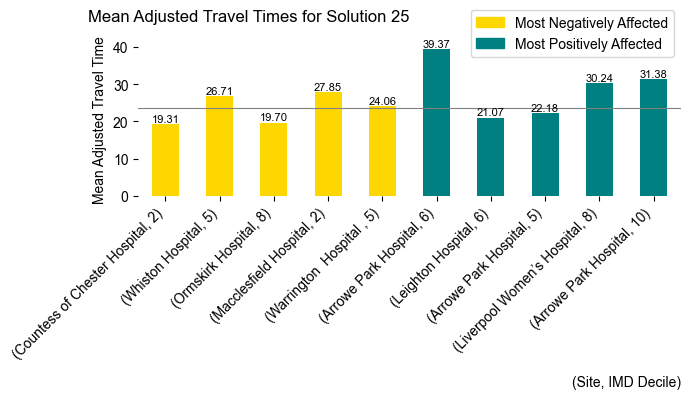 Mean Adjusted Travel Times for Solution 25
Most Negatively Affected
Most Positively Affected
Mean Adjusted Travel Time
40
30
20
10
0
19.31
26.71
19.70
27.85
24.06
39.37
21.07
22.18
30.24
31.38
(Countess of Chester Hospital, 2)
(Whiston Hospital, 5)
(Ormskirk Hospital, 8)
(Macclesfield Hospital, 2)
(Warrington  Hospital , 5)
(Arrowe Park Hospital, 6)
(Leighton Hospital, 6)
(Arrowe Park Hospital, 5)
(Liverpool Women's Hospital, 8)
(Arrowe Park Hospital, 10)
(Site, IMD Decile)